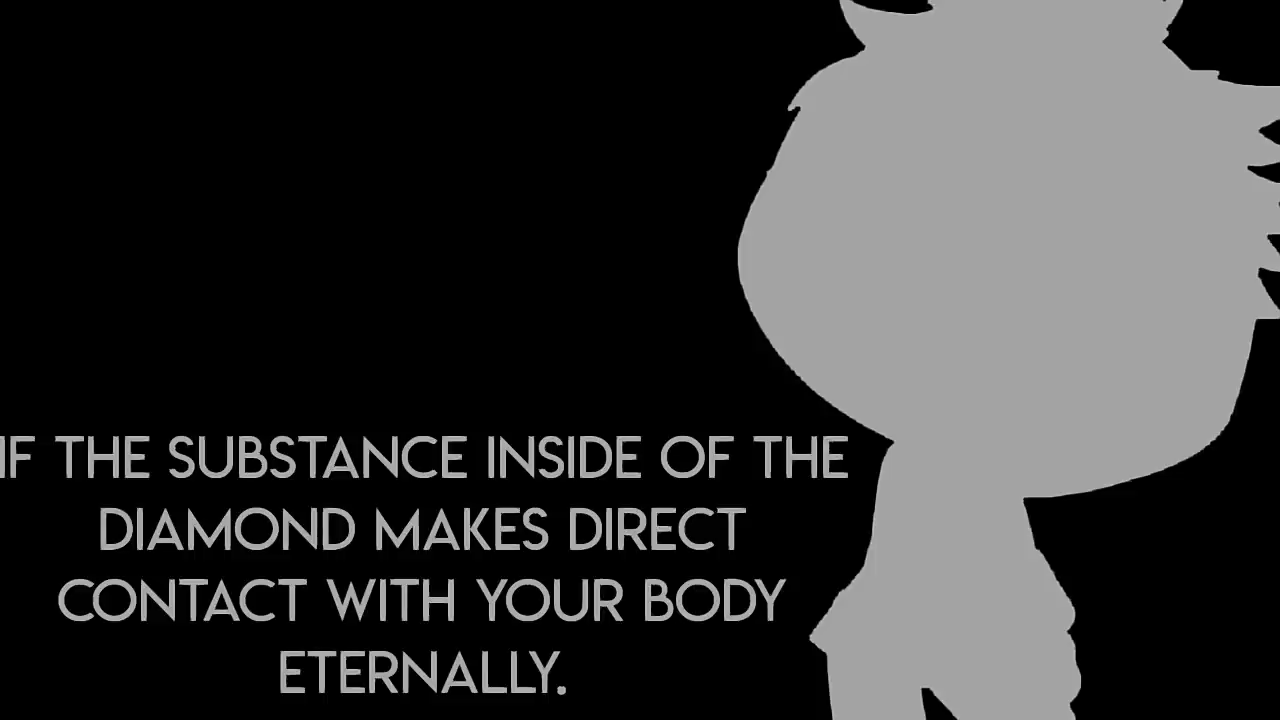 IF THE SUBSTANCE INSIDE OF THE
DIAMOND MAKES DIRECT
CONTACT WITH YOUR BODY
ETERNALLY.